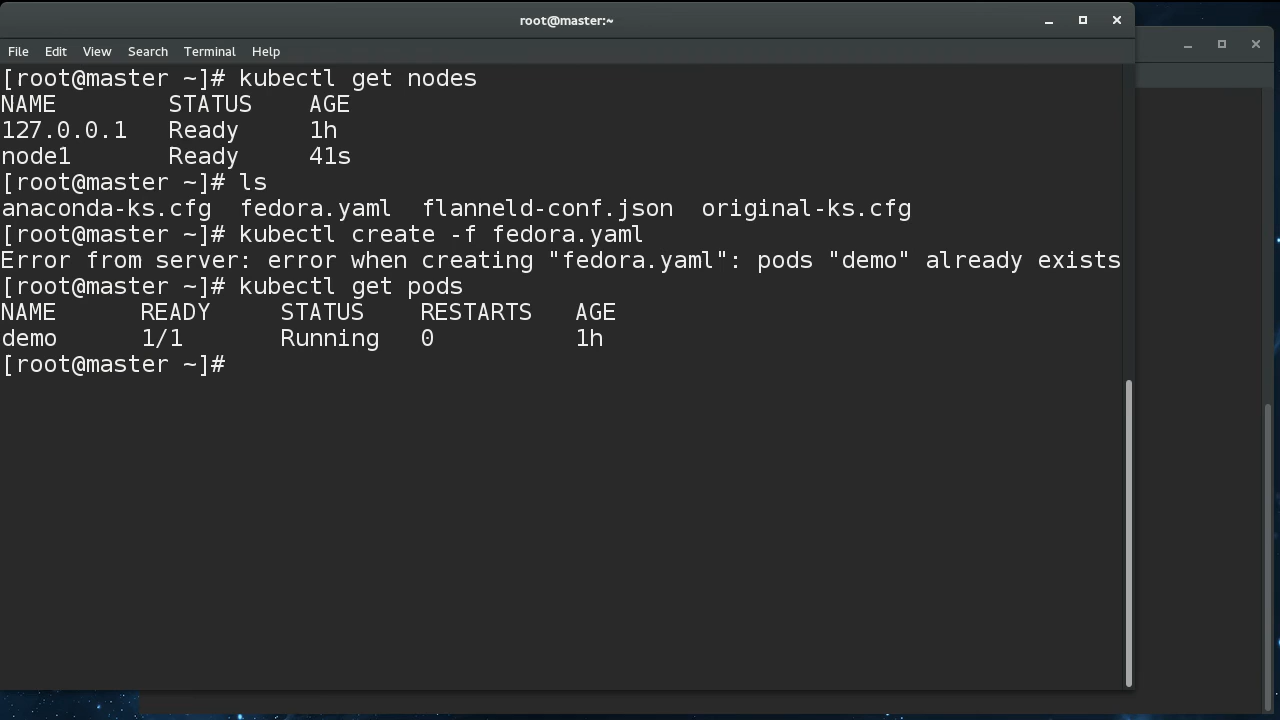 root@master:~
File Edit View Search Terminal Help
[root@master ~]# kubectl get nodes
NAME STATUS AGE
127.0.0.1 Ready 1h
node1 Ready 41s
[root@master ~]# ls
anaconda-ks.cfg fedora.yaml flanneld-conf.json original-ks.cfg
[root@master ~]# kubectl create -f fedora.yaml
Error from server: error when creating "fedora.yaml": pods "demo" already exists
[root@master ~]# kubectl get pods
NAME READY STATUS RESTARTS AGE
demo 1/1 Running 0 1h
[root@master ~]#